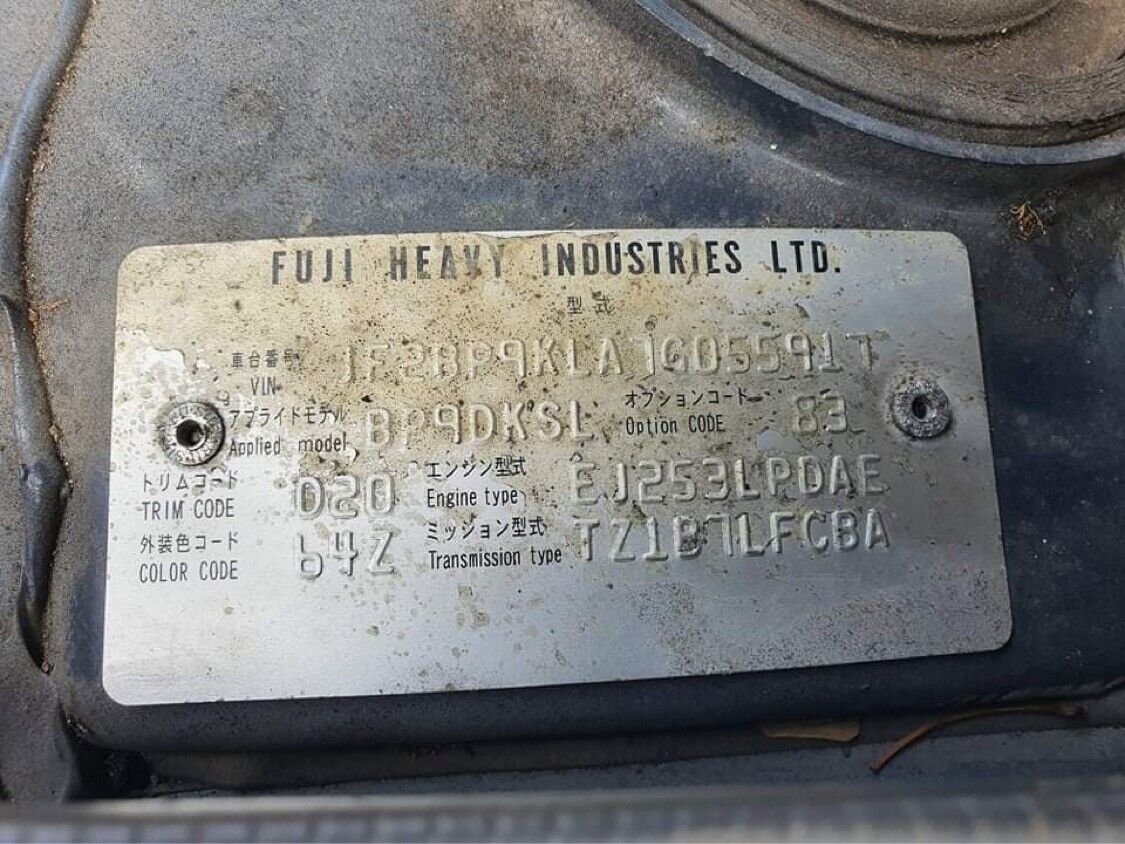 FUJI HEAVY INDUSTRIES LTD.
型式
車台番号 JF2BP9KLA7G055917
VIN
アプライドモデル BP9DKSL オプションコード 83
Applied model Option CODE
トリムコード D20 エンジン型式 EJ253LPDAE
TRIM CODE Engine type
外装色コード 64Z ミッション型式 TZ1B7LFCBA
COLOR CODE Transmission type